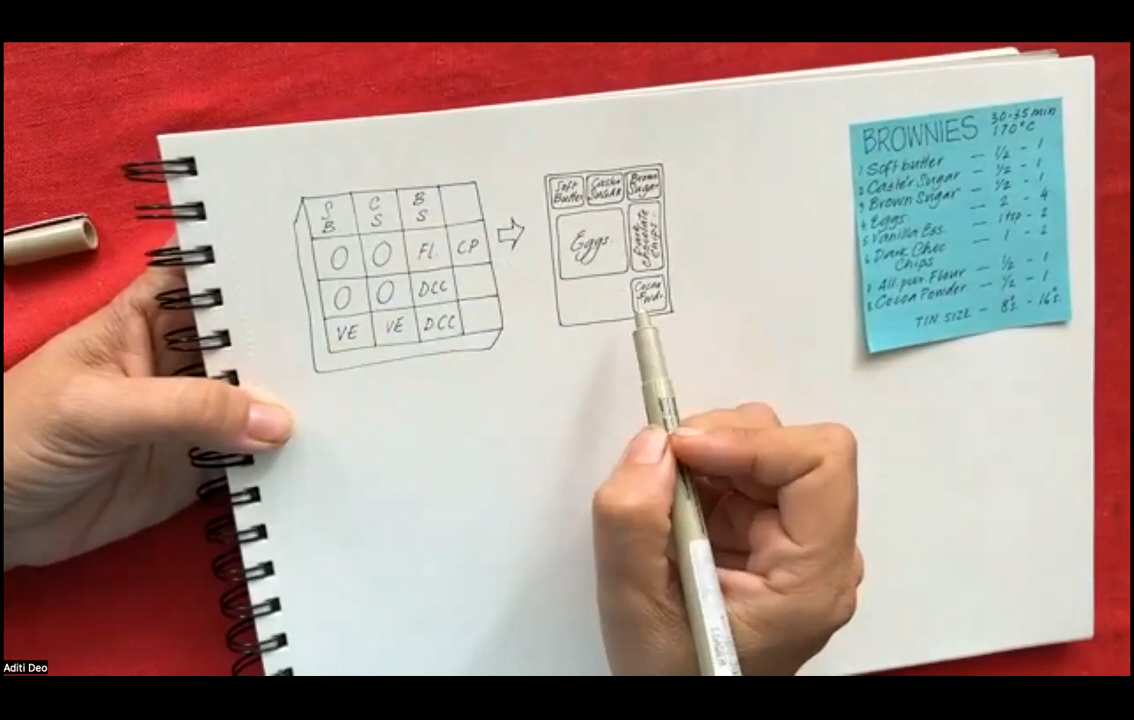 S B
C S
B S
O O FL. CP
O O DCC
VE VE DCC
Soft Butter
Caster Sugar
Brown Sugar
Eggs.
Dark Chocolate Chips.
Cocoa Pwd.
BROWNIES 30-35 min
170°C
1 Soft butter — 1/2 - 1
2 Caster Sugar — 1/2 - 1
3 Brown Sugar — 1/2 - 1
4 Eggs — 2 - 4
5 Vanilla Ess. — 1 tsp - 2
6 Dark Choc Chips — 1 - 2
7 All pur. Flour — 1/2 - 1
8 Cocoa Powder — 1/2 - 1
TIN. SIZE — 8"s - 16"s.
Aditi Deo